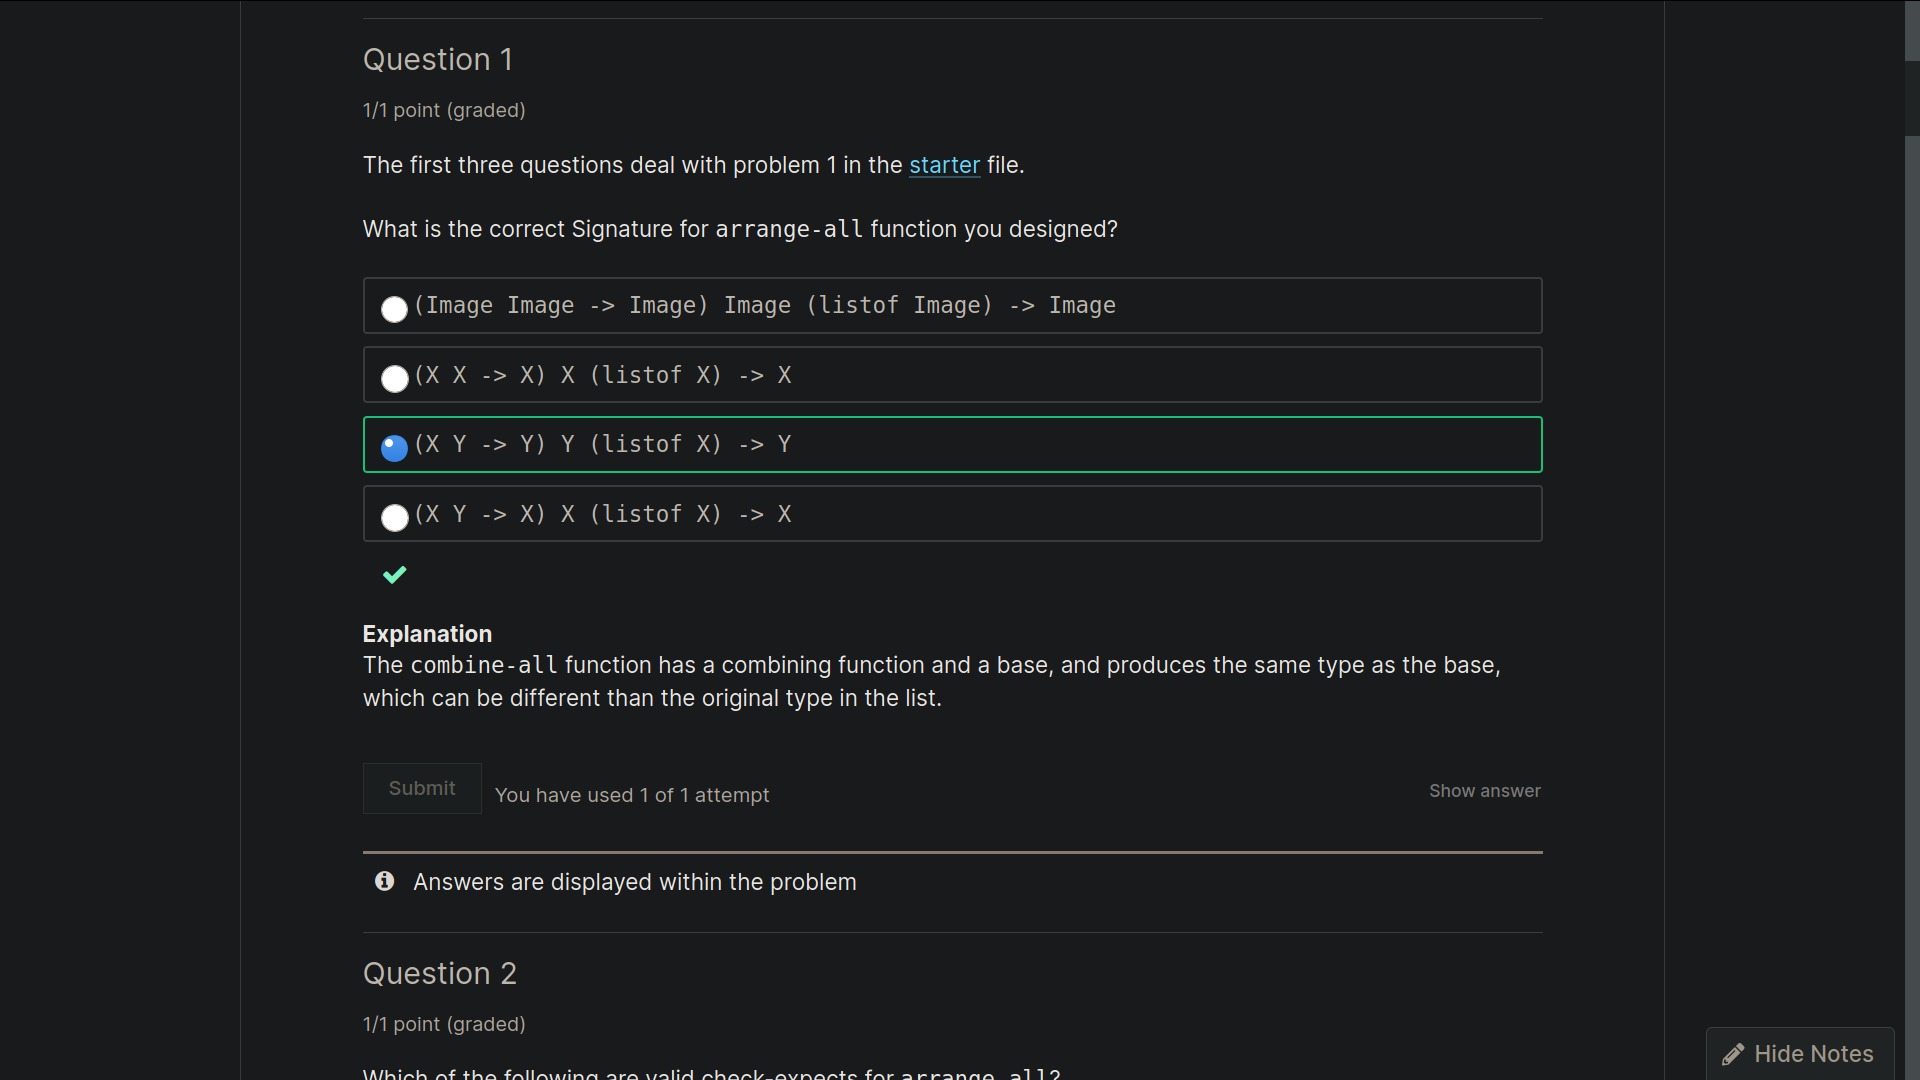 Question 1
1/1 point (graded)
The first three questions deal with problem 1 in the starter file.
What is the correct Signature for arrange-all function you designed?
(Image Image -> Image) Image (listof Image) -> Image
(X X -> X) X (listof X) -> X
(X Y -> Y) Y (listof X) -> Y
(X Y -> X) X (listof X) -> X
Explanation
The combine-all function has a combining function and a base, and produces the same type as the base,
which can be different than the original type in the list.
Submit
You have used 1 of 1 attempt
Show answer
Answers are displayed within the problem
Question 2
1/1 point (graded)
Which of the following are valid check-expects for arrange-all?
Hide Notes